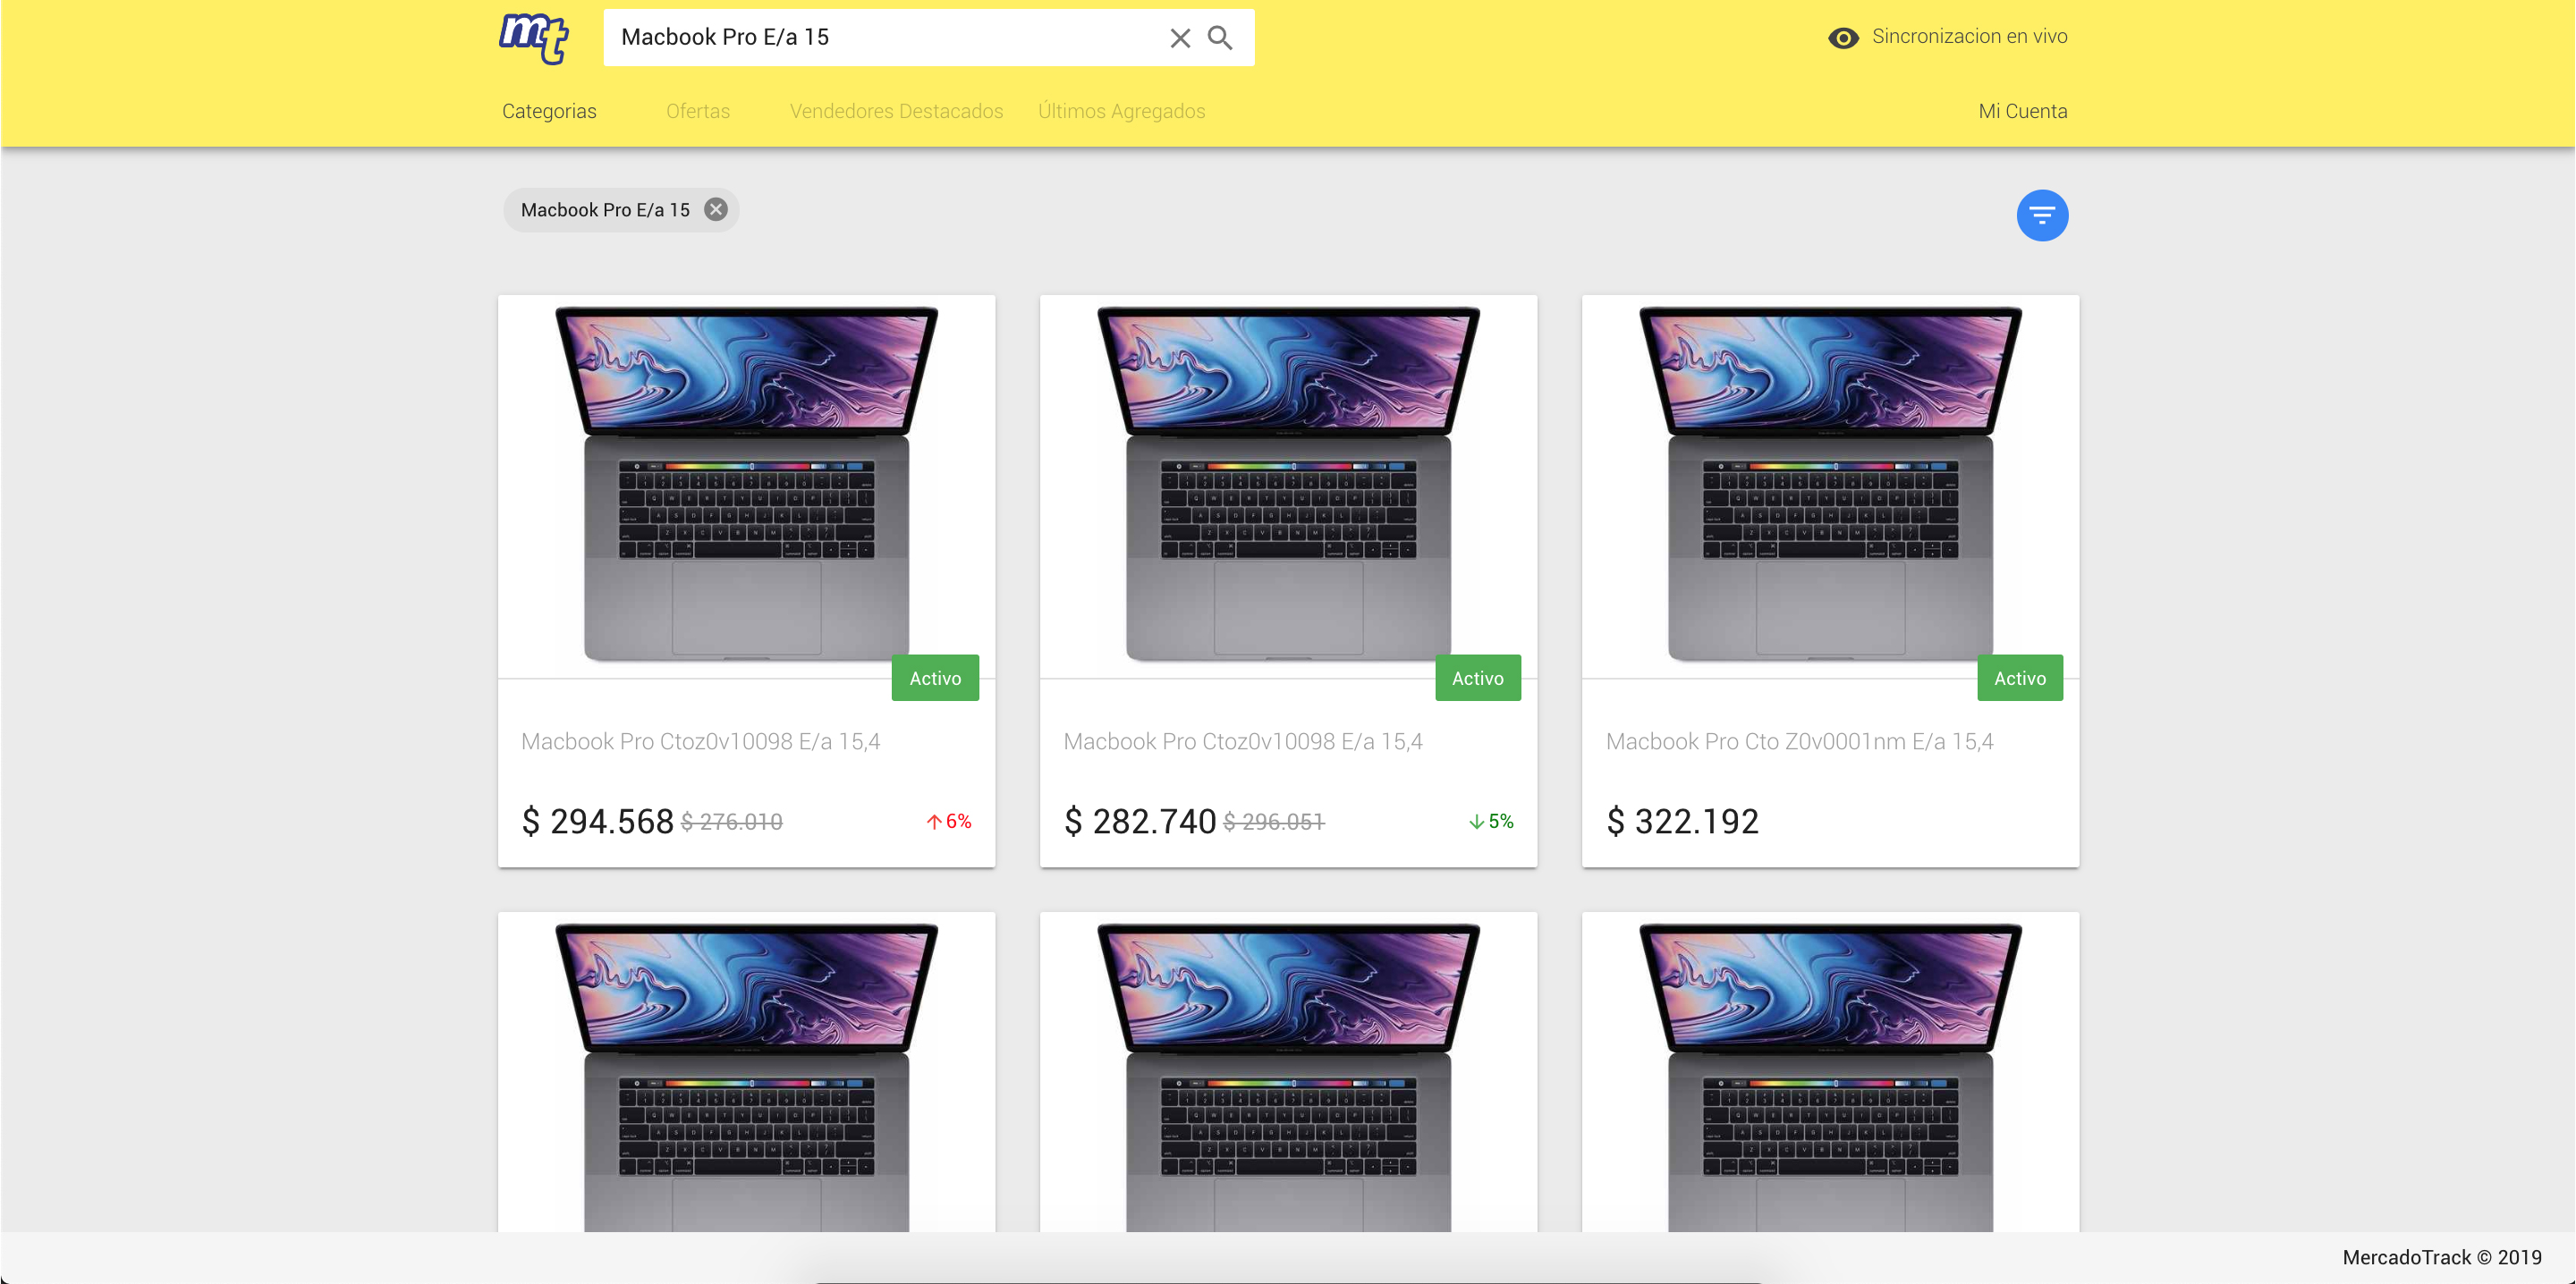 mt
Macbook Pro E/a 15
Sincronizacion en vivo
Categorias
Ofertas
Vendedores Destacados
Últimos Agregados
Mi Cuenta
Macbook Pro E/a 15
Activo
Activo
Activo
Macbook Pro Ctoz0v10098 E/a 15,4
Macbook Pro Ctoz0v10098 E/a 15,4
Macbook Pro Cto Z0v0001nm E/a 15,4
$ 294.568 $ 276.010 6%
$ 282.740 $ 296.051 5%
$ 322.192
MercadoTrack © 2019